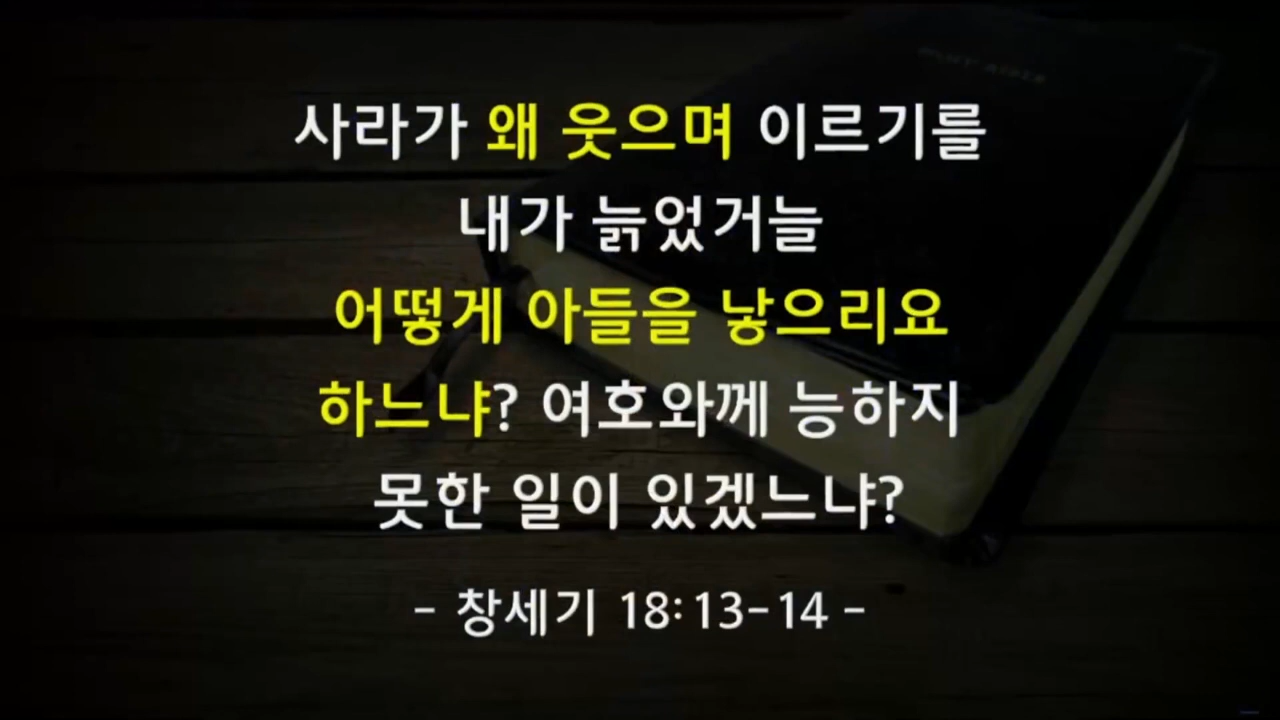 사라가 왜 웃으며 이르기를
내가 늙었거늘
어떻게 아들을 낳으리요
하느냐? 여호와께 능하지
못한 일이 있겠느냐?
- 창세기 18:13-14 -
HOLY BIBLE